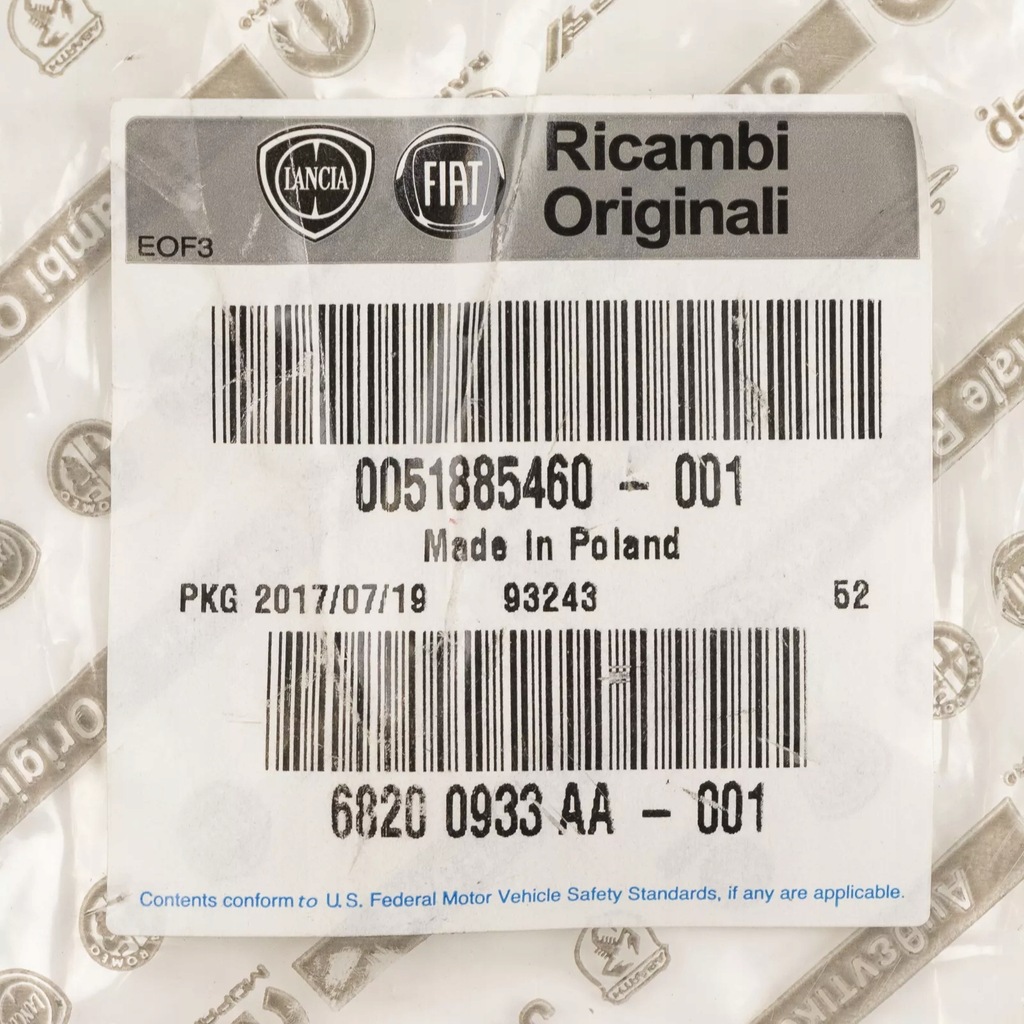 LANCIA
FIAT
Ricambi
Originali
EOF3
0051885460 - 001
Made in Poland
PKG 2017/07/19 93243 52
6820 0933 AA - 001
Contents conform to U.S. Federal Motor Vehicle Safety Standards, if any are applicable.